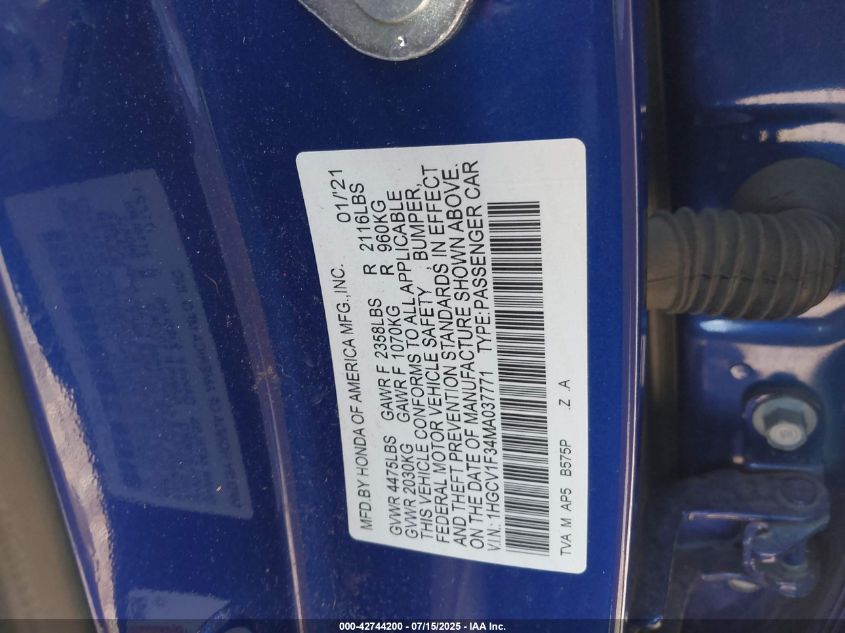 MFD.BY HONDA OF AMERICA MFG.,INC. 01/'21
GVWR 4475LBS GAWR F 2358LBS R 2116LBS
GVWR 2030KG GAWR F 1070KG R 960KG
THIS VEHICLE CONFORMS TO ALL APPLICABLE
FEDERAL MOTOR VEHICLE SAFETY , BUMPER,
AND THEFT PREVENTION STANDARDS IN EFFECT
ON THE DATE OF MANUFACTURE SHOWN ABOVE.
V.I.N.: 1HGCV1F34MA037771 TYPE:PASSENGER CAR
TVA M AP5 B575P .Z .A
000-42744200 - 07/15/2025 - IAA Inc.